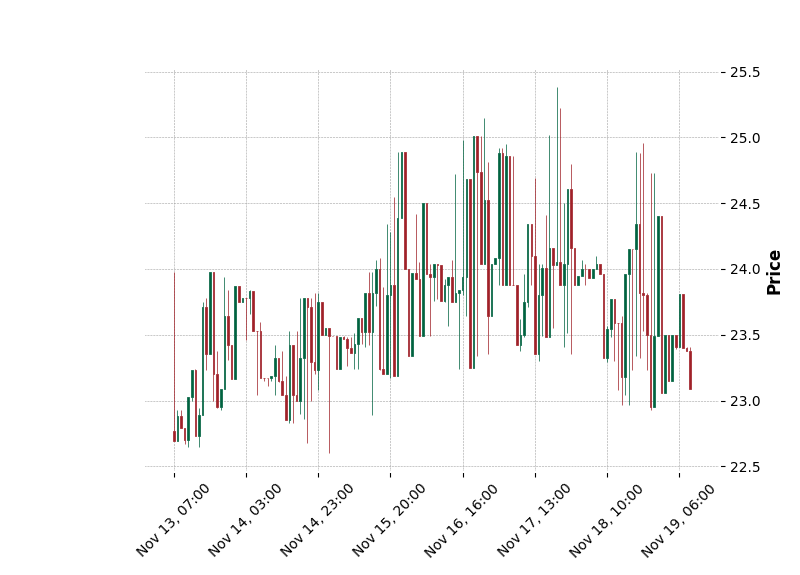 25.5
25.0
24.5
24.0
23.5
23.0
22.5
Price
Nov 13, 07:00
Nov 14, 03:00
Nov 14, 23:00
Nov 15, 20:00
Nov 16, 16:00
Nov 17, 13:00
Nov 18, 10:00
Nov 19, 06:00